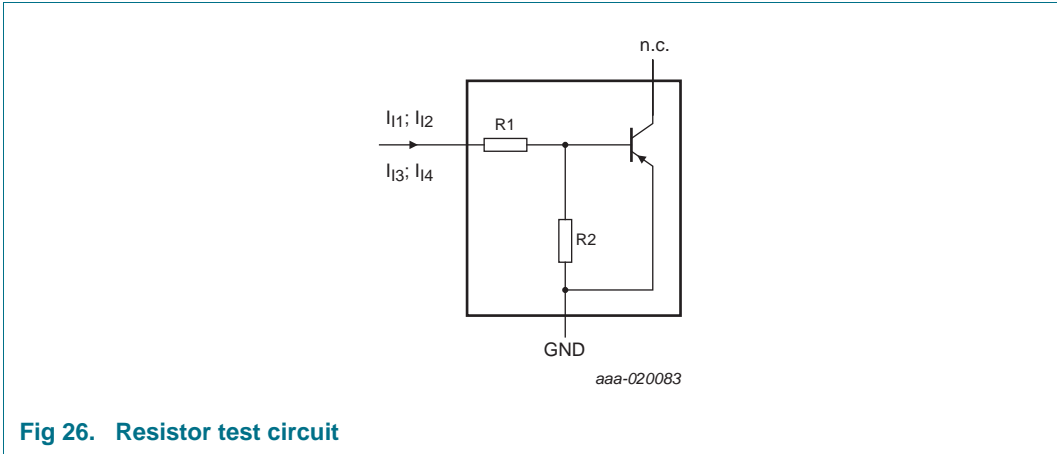 n.c.
I_I1; I_I2
R1
I_I3; I_I4
R2
GND
aaa-020083
Fig 26. Resistor test circuit